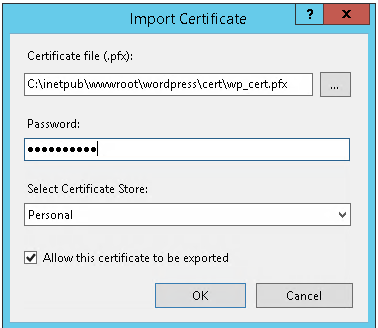 Import Certificate
? x
Certificate file (.pfx):
C:\inetpub\wwwroot\wordpress\cert\wp_cert.pfx
...
Password:
●●●●●●●●●●
Select Certificate Store:
Personal
Allow this certificate to be exported
OK Cancel